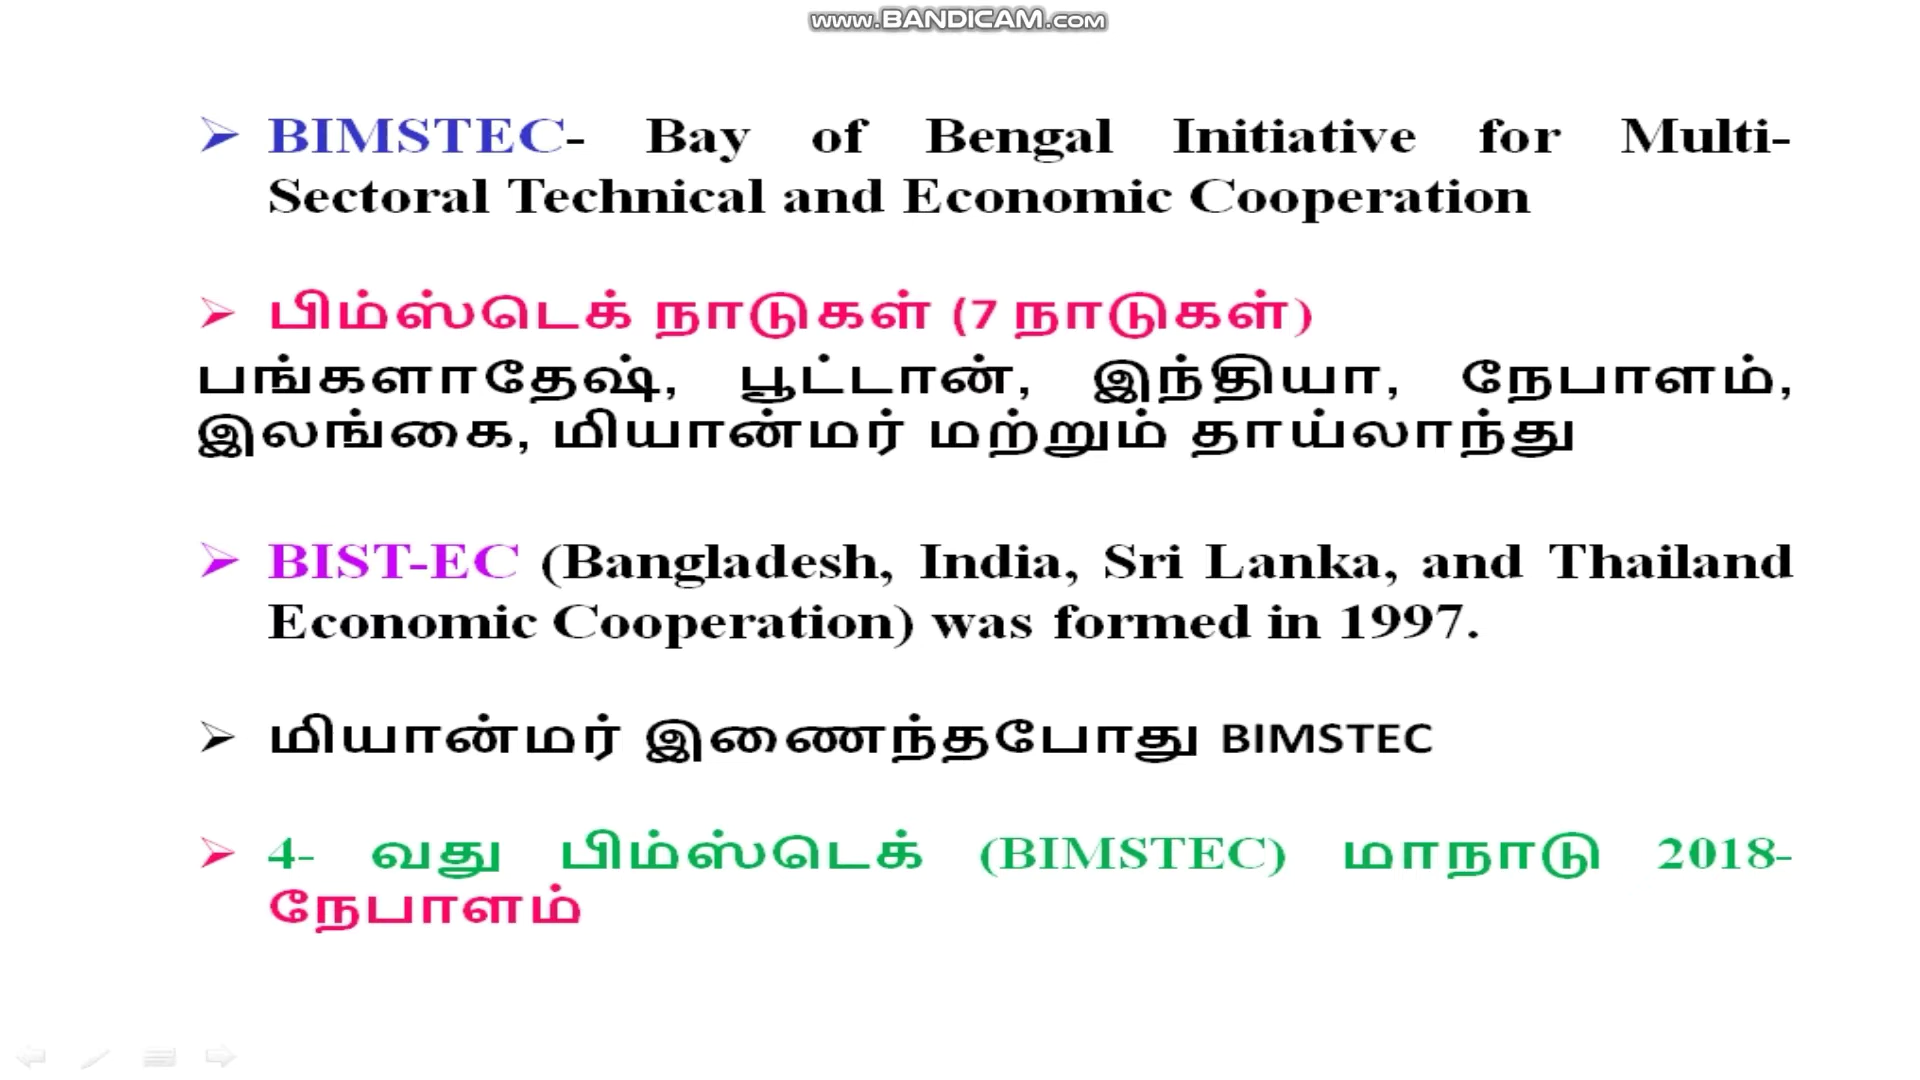 www.BANDICAM.com
➢ BIMSTEC- Bay of Bengal Initiative for Multi-
Sectoral Technical and Economic Cooperation
➢ பிம்ஸ்டெக் நாடுகள் (7 நாடுகள்)
பங்களாதேஷ், பூட்டான், இந்தியா, நேபாளம்,
இலங்கை, மியான்மர் மற்றும் தாய்லாந்து
➢ BIST-EC (Bangladesh, India, Sri Lanka, and Thailand
Economic Cooperation) was formed in 1997.
➢ மியான்மர் இணைந்தபோது BIMSTEC
➢ 4- வது பிம்ஸ்டெக் (BIMSTEC) மாநாடு 2018-
நேபாளம்